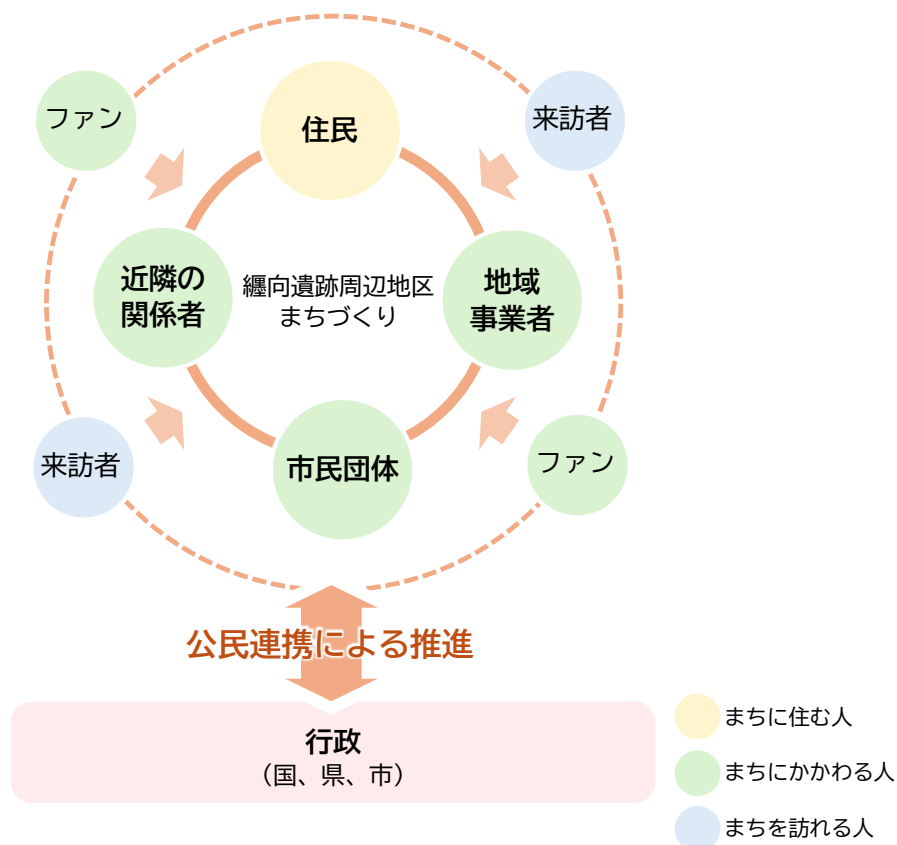 ファン
住民
来訪者
近隣の
関係者
纒向遺跡周辺地区
まちづくり
地域
事業者
来訪者
市民団体
ファン
公民連携による推進
行政
（国、県、市）
まちに住む人
まちにかかわる人
まちを訪れる人